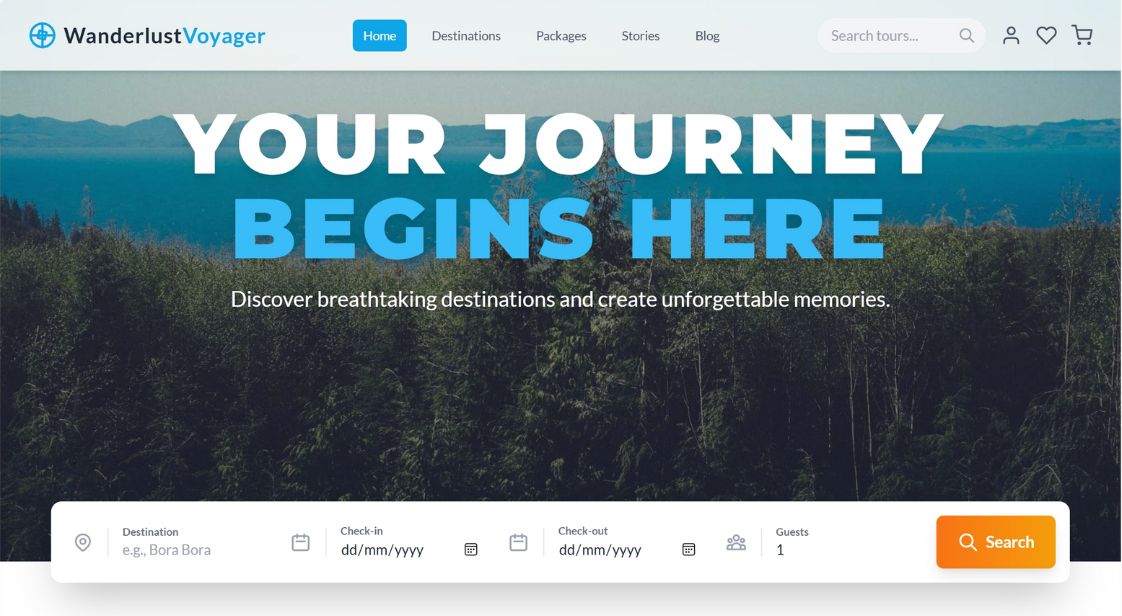 WanderlustVoyager
Home
Destinations
Packages
Stories
Blog
Search tours...
YOUR JOURNEY
BEGINS HERE
Discover breathtaking destinations and create unforgettable memories.
Destination
e.g., Bora Bora
Check-in
dd/mm/yyyy
Check-out
dd/mm/yyyy
Guests
1
Search